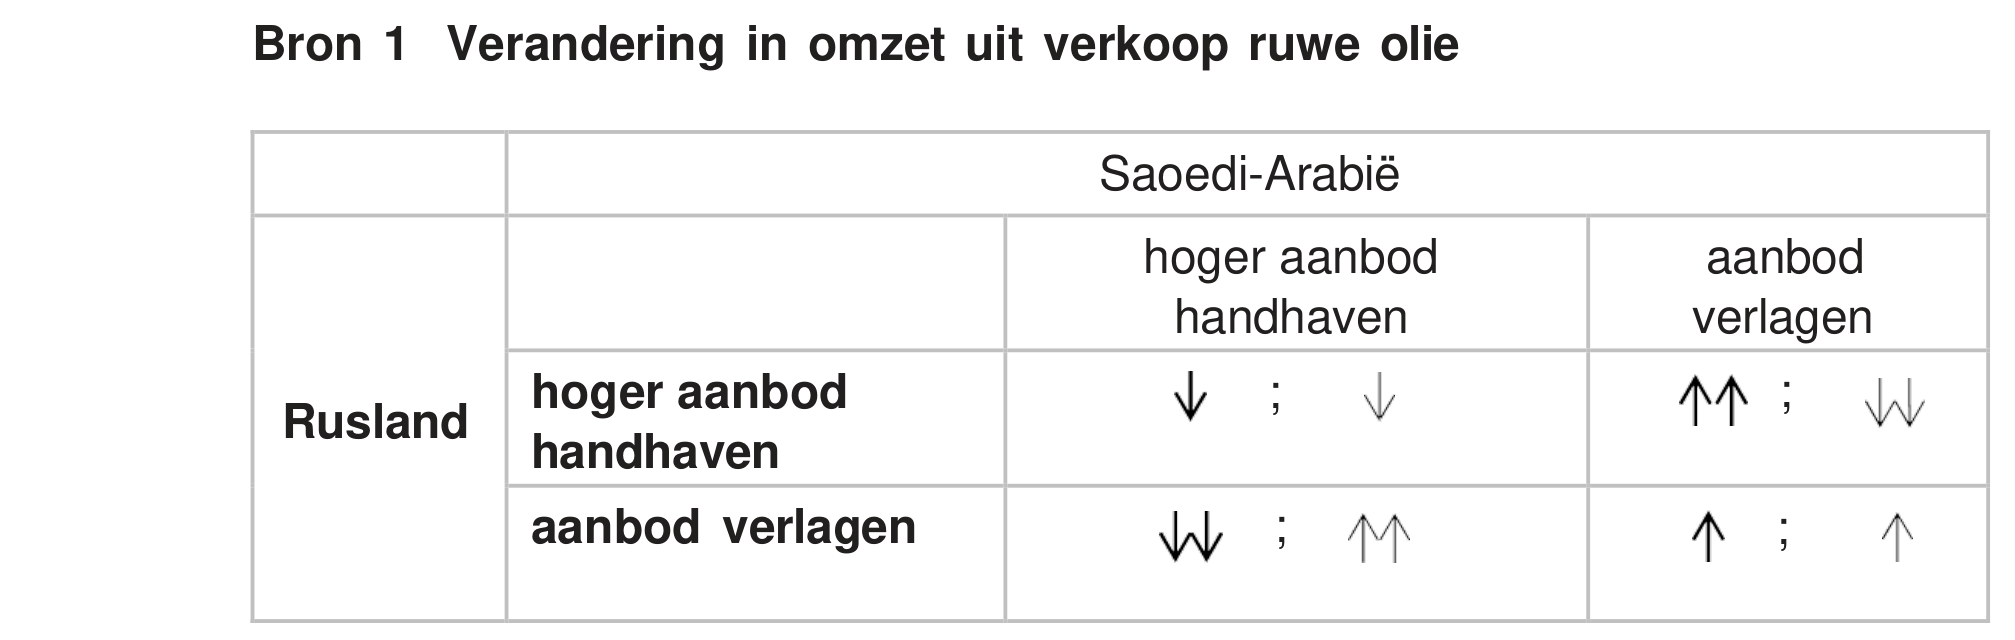 Bron 1 Verandering in omzet uit verkoop ruwe olie
Saoedi-Arabië
hoger aanbod
handhaven
aanbod
verlagen
Rusland
hoger aanbod
handhaven
↓ ; ↓
↑↑ ; ↓↓
aanbod verlagen
↓↓ ; ↑↑
↑ ; ↑